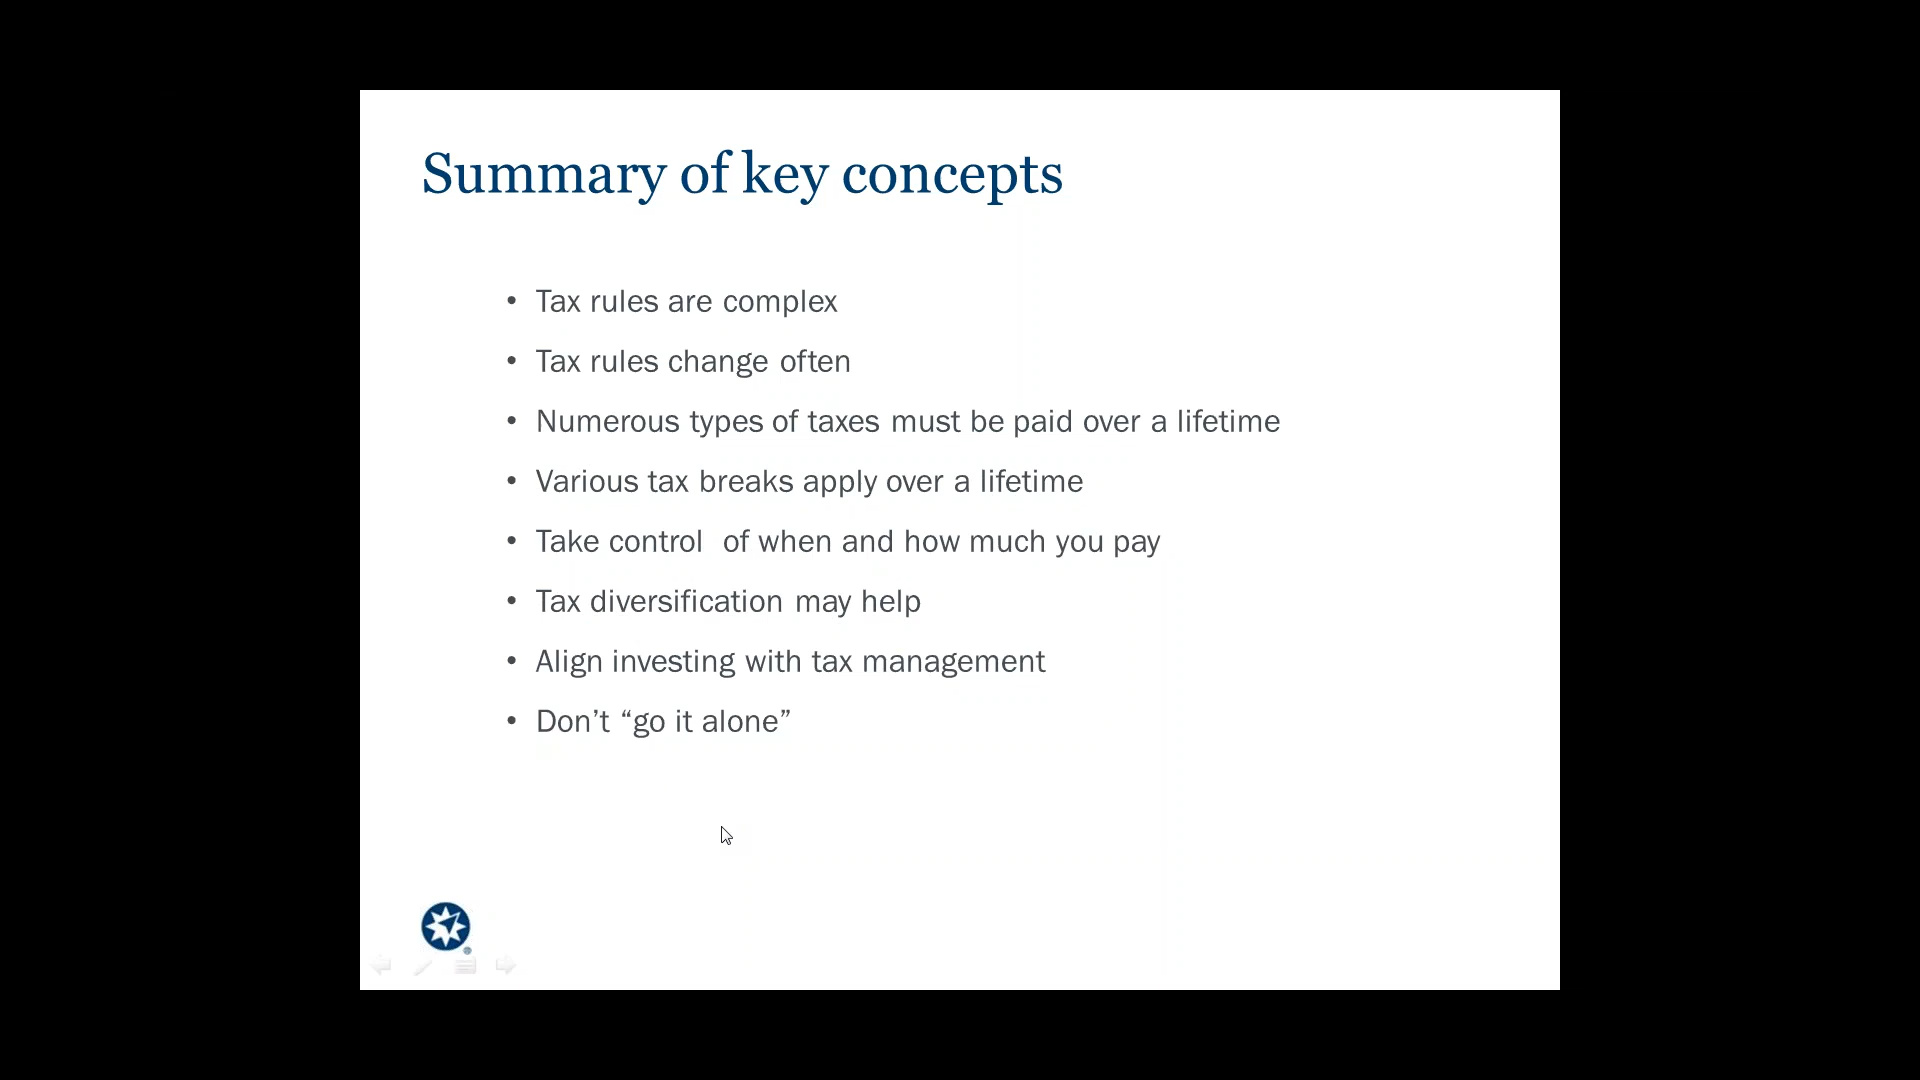 Summary of key concepts
• Tax rules are complex
• Tax rules change often
• Numerous types of taxes must be paid over a lifetime
• Various tax breaks apply over a lifetime
• Take control  of when and how much you pay
• Tax diversification may help
• Align investing with tax management
• Don’t “go it alone”